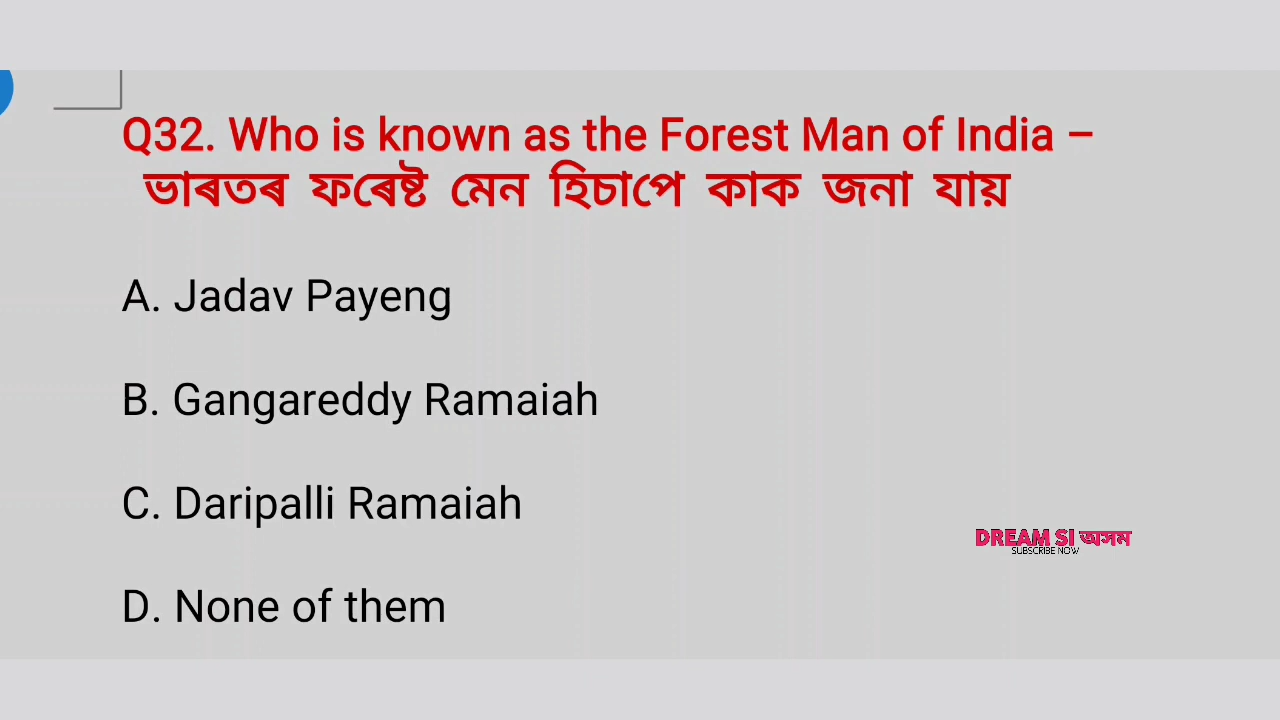 Q32. Who is known as the Forest Man of India –
ভাৰতৰ ফৰেষ্ট মেন হিচাপে কাক জনা যায়
A. Jadav Payeng
B. Gangareddy Ramaiah
C. Daripalli Ramaiah
DREAM SI অসম
SUBSCRIBE NOW
D. None of them